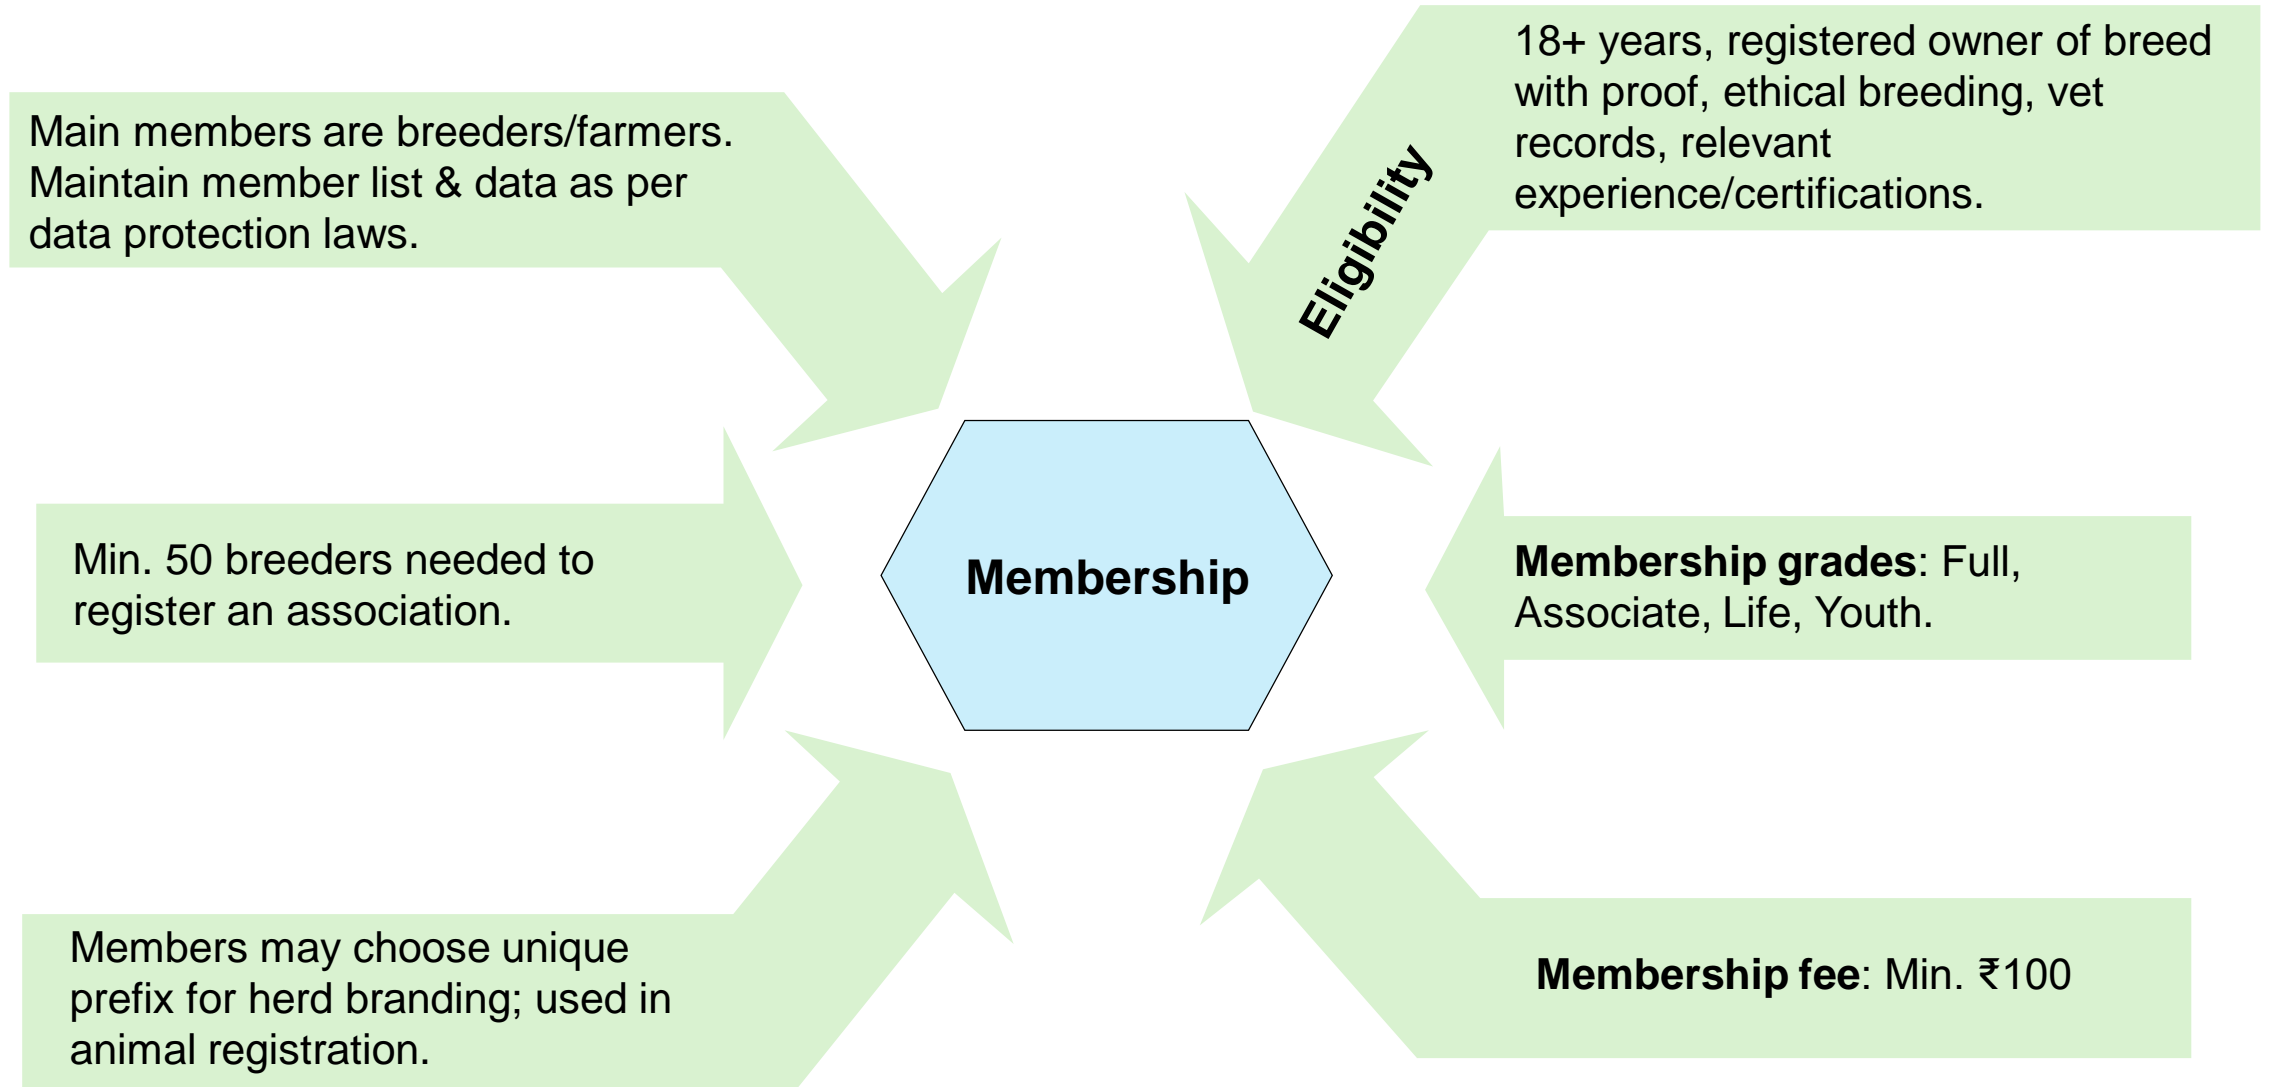 Main members are breeders/farmers.
Maintain member list & data as per
data protection laws.
Eligibility
18+ years, registered owner of breed
with proof, ethical breeding, vet
records, relevant
experience/certifications.
Min. 50 breeders needed to
register an association.
Membership
Membership grades: Full,
Associate, Life, Youth.
Members may choose unique
prefix for herd branding; used in
animal registration.
Membership fee: Min. ₹100